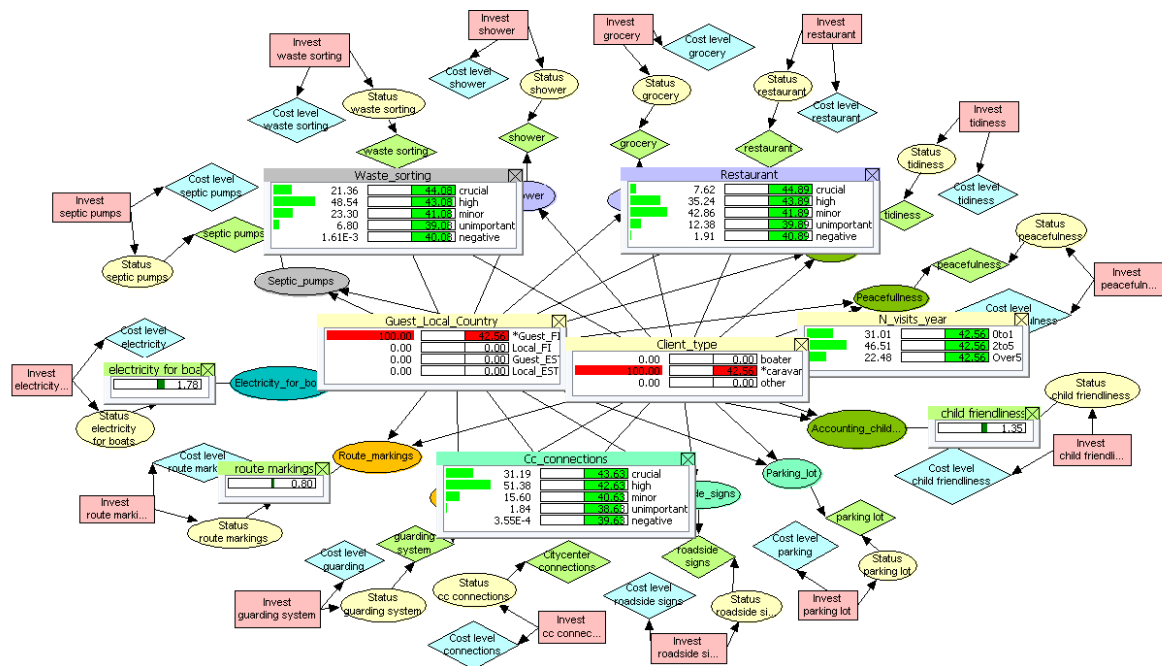 Invest
waste sorting
Invest
shower
Invest
grocery
Invest
restaurant
Cost level
shower
Cost level
grocery
Status
waste sorting
Status
shower
Status
grocery
Status
restaurant
Cost level
waste sorting
Cost level
restaurant
Invest
tidiness
waste sorting
shower
grocery
restaurant
Status
tidiness
Cost level
septic pumps
Cost level
tidiness
Invest
septic pumps
septic pumps
tidiness
Waste_sorting
21.36 44.08 crucial
48.54 43.08 high
23.30 41.08 minor
6.80 39.08 unimportant
1.61E-3 40.08 negative
Restaurant
7.62 44.89 crucial
35.24 43.89 high
42.86 41.89 minor
12.38 39.89 unimportant
1.91 40.89 negative
Status
septic pumps
Status
peacefulness
peacefulness
Septic_pumps
Invest
peacefuln...
Peacefullness
Cost level
Guest_Local_Country
100.00 42.56 *Guest_FI
0.00 0.00 Local_FI
0.00 0.00 Guest_EST
0.00 0.00 Local_EST
N_visits_year
31.01 42.56 0to1
46.51 42.56 2to5
22.48 42.56 Over5
Client_type
0.00 0.00 boater
100.00 42.56 *caravar
0.00 0.00 other
Cost level
electricity
Invest
electricity...
electricity for boat
1.78
Electricity_for_bo
Status
electricity
for boats
Status
child friendliness
child friendliness
1.35
Accounting_child...
Invest
child friendli...
Cost level
child friendliness
Route_markings
Cost level
route mark
route markings
0.80
Invest
route marki...
Status
route markings
Cc_connections
31.19 43.63 crucial
51.38 42.63 high
15.60 40.63 minor
1.84 38.63 unimportant
3.55E-4 39.63 negative
Parking_lot
de_signs
parking lot
guarding
system
Citycenter
connections
roadside
signs
Cost level
guarding
Cost level
parking
Status
parking lot
Status
cc connections
Invest
guarding system
Status
guarding system
Cost level
roadside signs
Status
roadside si...
Invest
parking lot
Invest
cc connec...
Cost level
connections
Invest
roadside si...